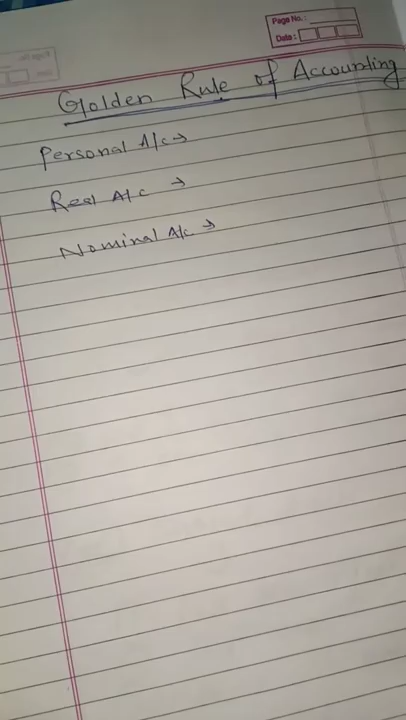 Page No.:
Date:
Golden Rule of Accounting
Personal A/c →
Real A/c →
Nominal A/c →